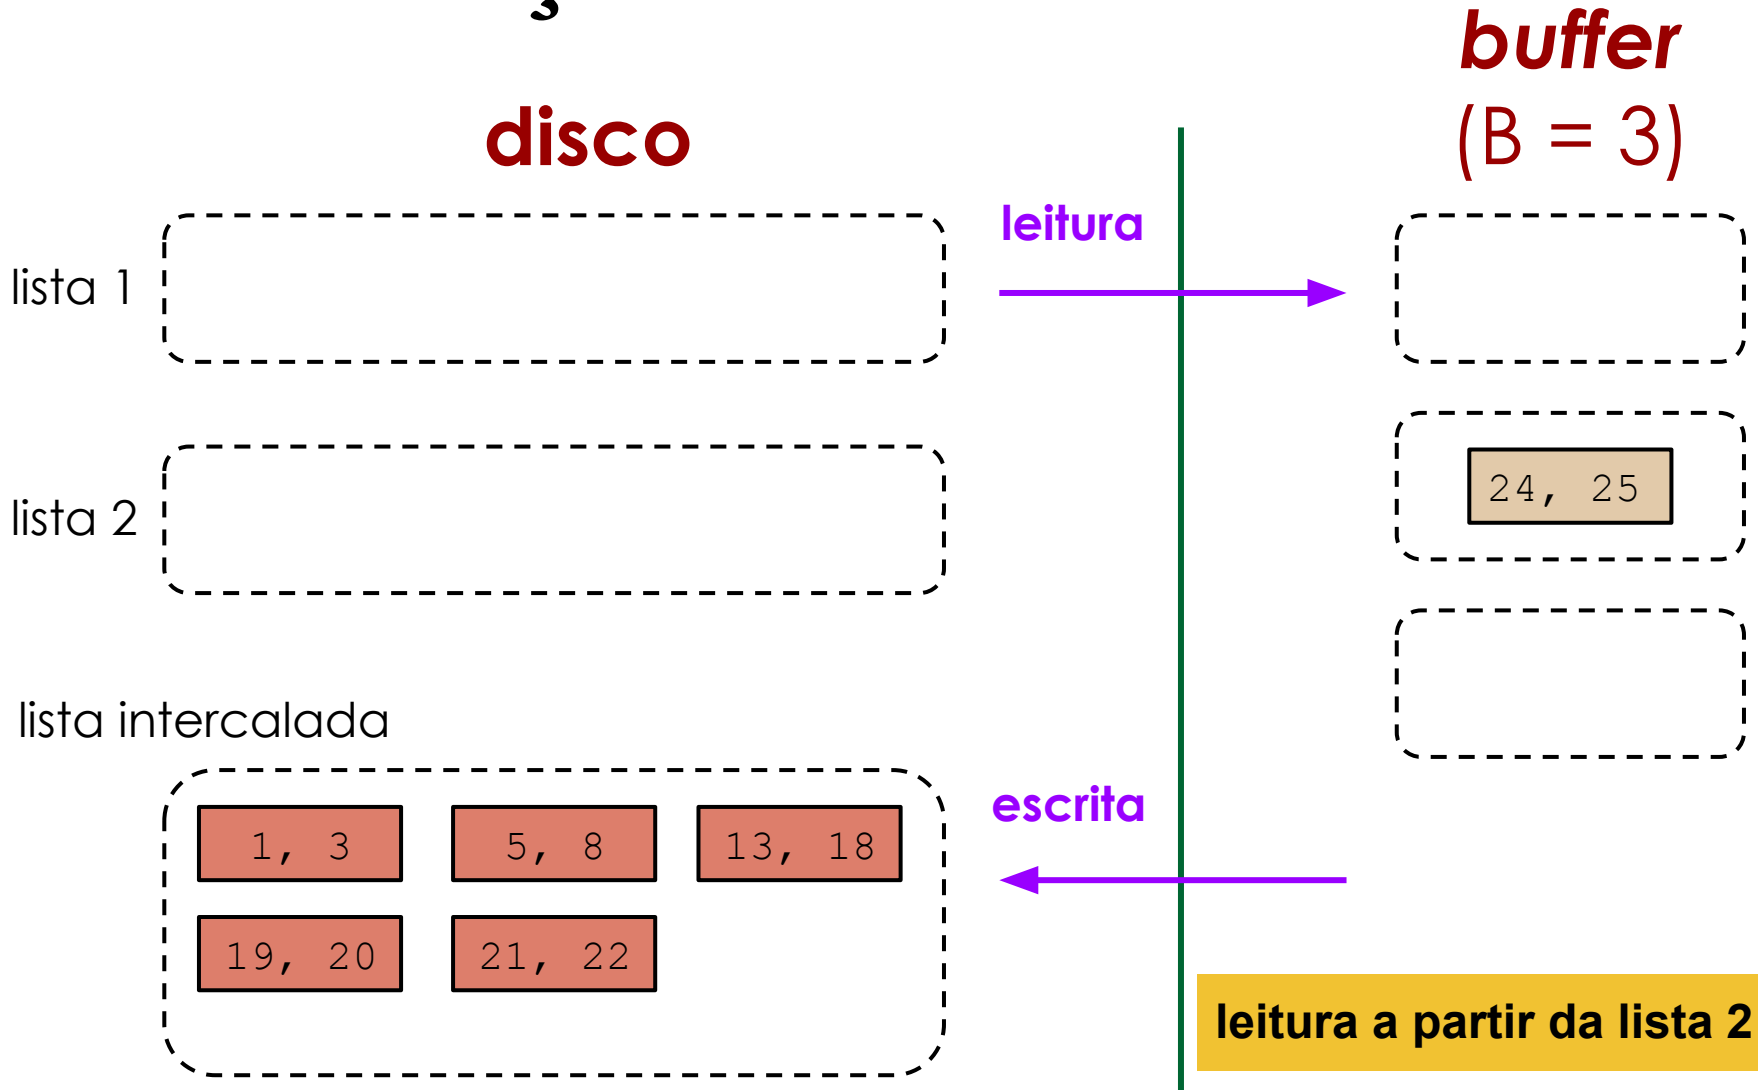 disco
buffer
(B = 3)
leitura
lista 1
lista 2
24, 25
lista intercalada
escrita
1, 3
5, 8
13, 18
19, 20
21, 22
leitura a partir da lista 2